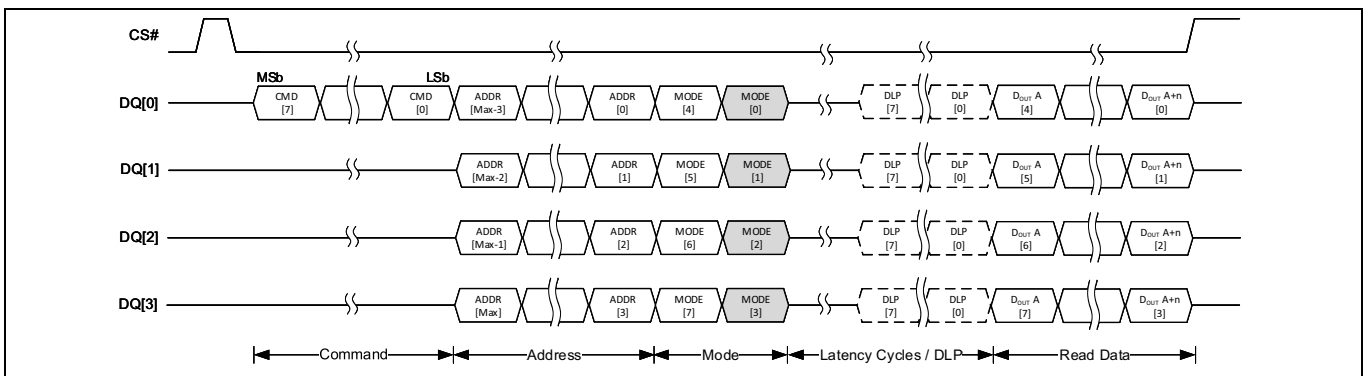 CS#
MSb LSb
DQ[0] CMD [7] CMD [0] ADDR [Max-3] ADDR [0] MODE [4] MODE [0] DLP [7] DLP [0] DOUT A [4] DOUT A+n [0]
DQ[1] ADDR [Max-2] ADDR [1] MODE [5] MODE [1] DLP [7] DLP [0] DOUT A [5] DOUT A+n [1]
DQ[2] ADDR [Max-1] ADDR [2] MODE [6] MODE [2] DLP [7] DLP [0] DOUT A [6] DOUT A+n [2]
DQ[3] ADDR [Max] ADDR [3] MODE [7] MODE [3] DLP [7] DLP [0] DOUT A [7] DOUT A+n [3]
Command Address Mode Latency Cycles / DLP Read Data